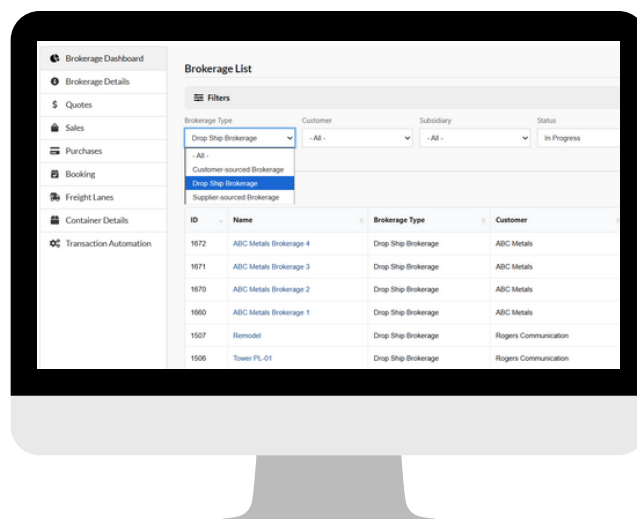 Brokerage Dashboard
Brokerage Details
Quotes
Sales
Purchases
Booking
Freight Lanes
Container Details
Transaction Automation
Brokerage List
Filters
Brokerage Type Customer Subsidiary Status
Drop Ship Brokerage - All - - All - In Progress
- All -
Customer-sourced Brokerage
Drop Ship Brokerage
Supplier-sourced Brokerage
ID Name Brokerage Type Customer
1672 ABC Metals Brokerage 4 Drop Ship Brokerage ABC Metals
1671 ABC Metals Brokerage 3 Drop Ship Brokerage ABC Metals
1670 ABC Metals Brokerage 2 Drop Ship Brokerage ABC Metals
1660 ABC Metals Brokerage 1 Drop Ship Brokerage ABC Metals
1507 Remodel Drop Ship Brokerage Rogers Communication
1506 Tower PL-01 Drop Ship Brokerage Rogers Communication